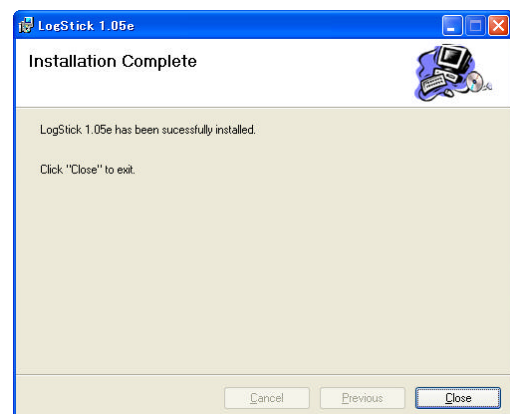 LogStick 1.05e
Installation Complete
LogStick 1.05e has been sucessfully installed.
Click "Close" to exit.
Cancel Previous Close